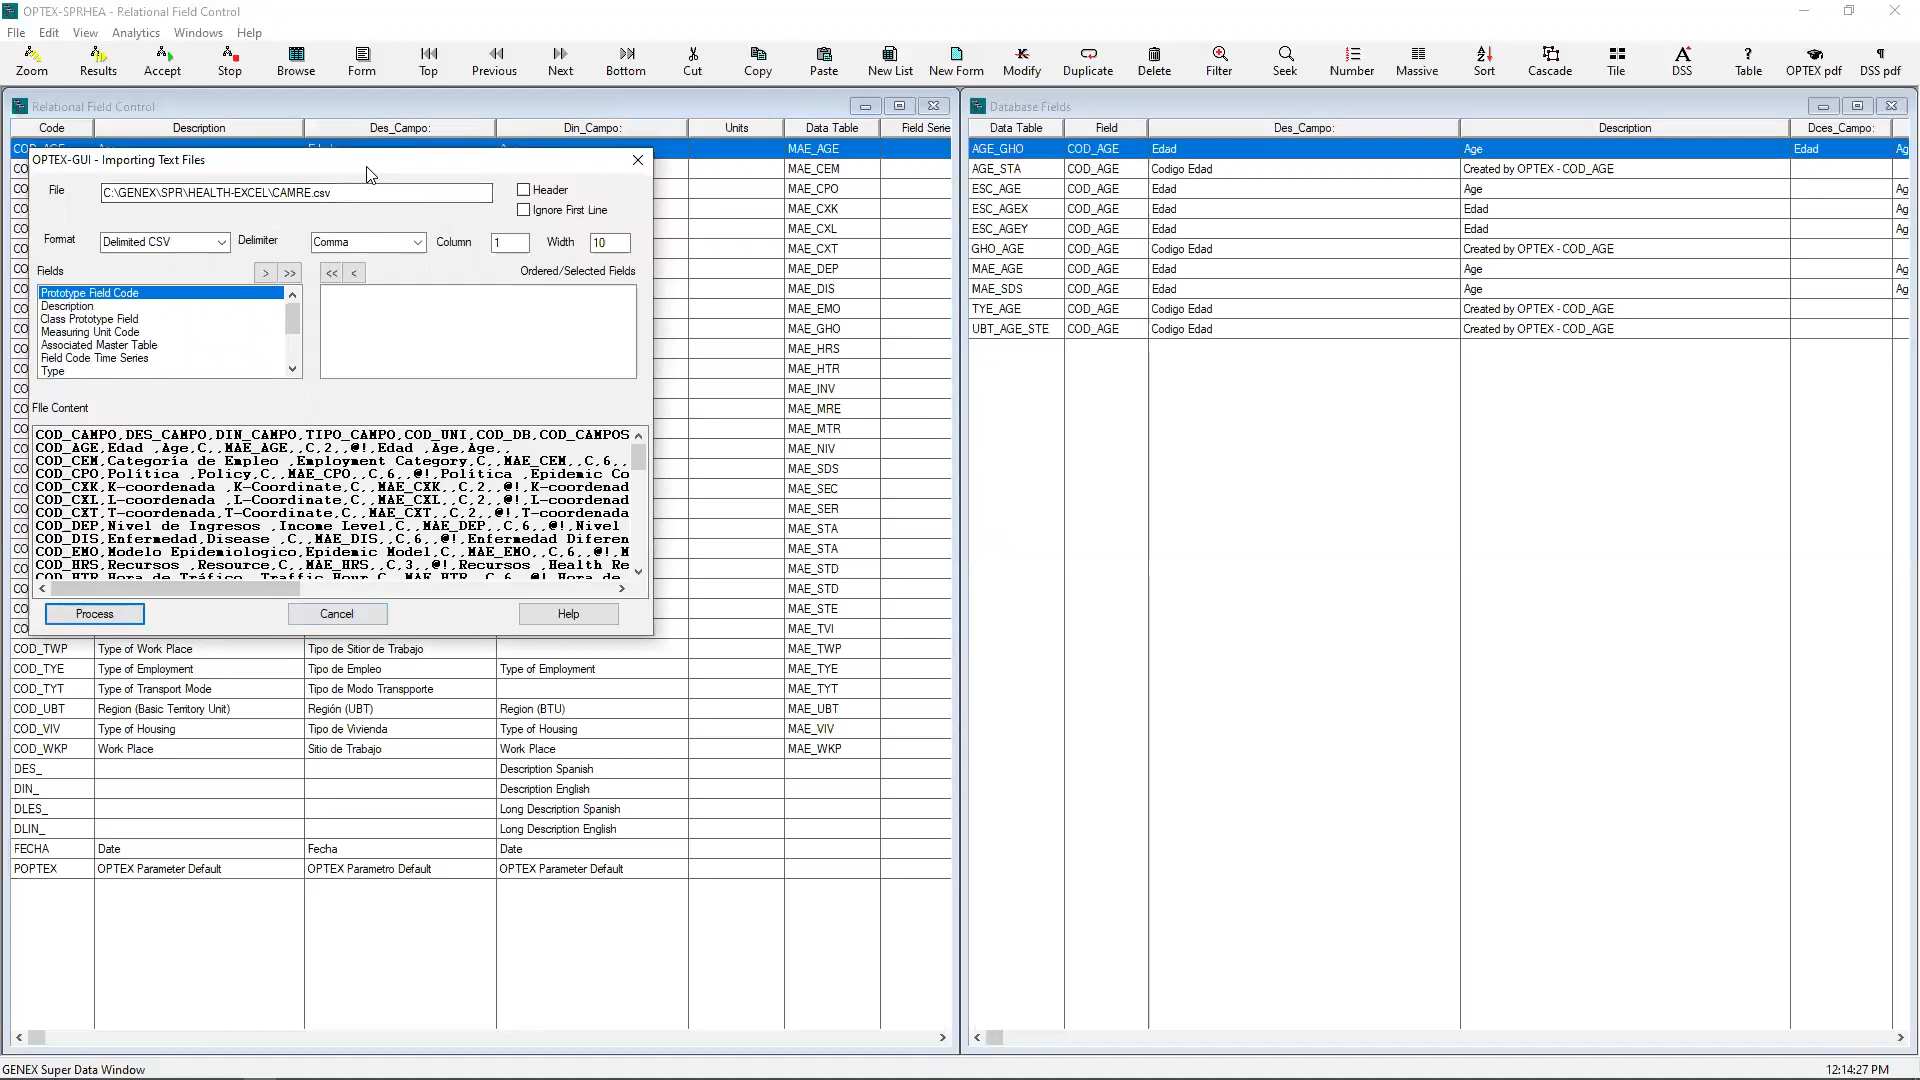 OPTEX-SPRHEA - Relational Field Control
File Edit View Analytics Windows Help
Zoom Results Accept Stop Browse Form Top Previous Next Bottom Cut Copy Paste New List New Form Modify Duplicate Delete Filter Seek Number Massive Sort Cascade Tile DSS Table OPTEX pdf DSS pdf
Relational Field Control
Code Description Des_Campo: Din_Campo: Units Data Table Field Serie
MAE_AGE
MAE_CEM
MAE_CPO
MAE_CXK
MAE_CXL
MAE_CXT
MAE_DEP
MAE_DIS
MAE_EMO
MAE_GHO
MAE_HRS
MAE_HTR
MAE_INV
MAE_MRE
MAE_MTR
MAE_NIV
MAE_SDS
MAE_SEC
MAE_SER
MAE_STA
MAE_STA
MAE_STD
MAE_STD
MAE_STE
MAE_TVI
COD_TWP Type of Work Place Tipo de Sitior de Trabajo MAE_TWP
COD_TYE Type of Employment Tipo de Empleo Type of Employment MAE_TYE
COD_TYT Type of Transport Mode Tipo de Modo Transpporte MAE_TYT
COD_UBT Region (Basic Territory Unit) Región (UBT) Region (BTU) MAE_UBT
COD_VIV Type of Housing Tipo de Vivienda Type of Housing MAE_VIV
COD_WKP Work Place Sitio de Trabajo Work Place MAE_WKP
DES_ Description Spanish
DIN_ Description English
DLES_ Long Description Spanish
DLIN_ Long Description English
FECHA Date Fecha Date
POPTEX OPTEX Parameter Default OPTEX Parametro Default OPTEX Parameter Default
OPTEX-GUI - Importing Text Files
File C:\GENEX\SPR\HEALTH-EXCEL\CAMRE.csv Header
Ignore First Line
Format Delimited CSV Delimiter Comma Column 1 Width 10
Fields > >> << < Ordered/Selected Fields
Prototype Field Code
Description
Class Prototype Field
Measuring Unit Code
Associated Master Table
Field Code Time Series
Type
File Content
COD_CAMPO,DES_CAMPO,DIN_CAMPO,TIPO_CAMPO,COD_UNI,COD_DB,COD_CAMPOS
COD_AGE,Edad ,Age,C,,MAE_AGE,,C,2,,@!,Edad ,Age,Age,,
COD_CEM,Categoría de Empleo ,Employment Category,C,,MAE_CEM,,C,6,,
COD_CPO,Política ,Policy,C,,MAE_CPO,,C,6,,@!,Política ,Epidemic Co
COD_CXK,K-coordenada ,K-Coordinate,C,,MAE_CXK,,C,2,,@!,K-coordenad
COD_CXL,L-coordenada ,L-Coordinate,C,,MAE_CXL,,C,2,,@!,L-coordenad
COD_CXT,T-coordenada,T-Coordinate,C,,MAE_CXT,,C,2,,@!,T-coordenada
COD_DEP,Nivel de Ingresos ,Income Level,C,,MAE_DEP,,C,6,,@!,Nivel
COD_DIS,Enfermedad,Disease ,C,,MAE_DIS,,C,6,,@!,Enfermedad Diferen
COD_EMO,Modelo Epidemiologico,Epidemic Model,C,,MAE_EMO,,C,6,,@!,M
COD_HRS,Recursos ,Resource,C,,MAE_HRS,,C,3,,@!,Recursos ,Health Re
COD_HTR,Hora de Tráfico, Traffic Hour,C,,MAE_HTR,,C,6,,@!,Hora de
Process Cancel Help
Database Fields
Data Table Field Des_Campo: Description Dces_Campo:
AGE_GHO COD_AGE Edad Age Edad Ag
AGE_STA COD_AGE Codigo Edad Created by OPTEX - COD_AGE
ESC_AGE COD_AGE Edad Age Ag
ESC_AGEX COD_AGE Edad Edad Ag
ESC_AGEY COD_AGE Edad Edad Ag
GHO_AGE COD_AGE Codigo Edad Created by OPTEX - COD_AGE
MAE_AGE COD_AGE Edad Age Ag
MAE_SDS COD_AGE Edad Age Ag
TYE_AGE COD_AGE Codigo Edad Created by OPTEX - COD_AGE
UBT_AGE_STE COD_AGE Codigo Edad Created by OPTEX - COD_AGE
GENEX Super Data Window 12:14:27 PM